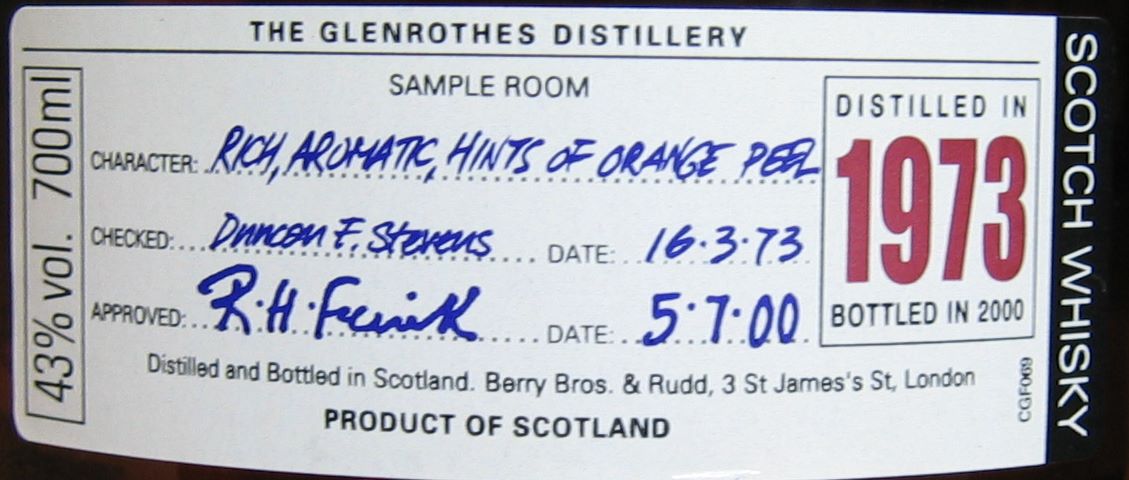 THE GLENROTHES DISTILLERY
SAMPLE ROOM
CHARACTER: RICH, AROMATIC, HINTS OF ORANGE PEEL
CHECKED: Duncan F. Stevens DATE: 16.3.73
APPROVED: R.H. DATE: 5.7.00
Distilled and Bottled in Scotland. Berry Bros. & Rudd, 3 St James's St, London
PRODUCT OF SCOTLAND
43% vol. 700ml
DISTILLED IN
1973
BOTTLED IN 2000
CGF069
SCOTCH WHISKY